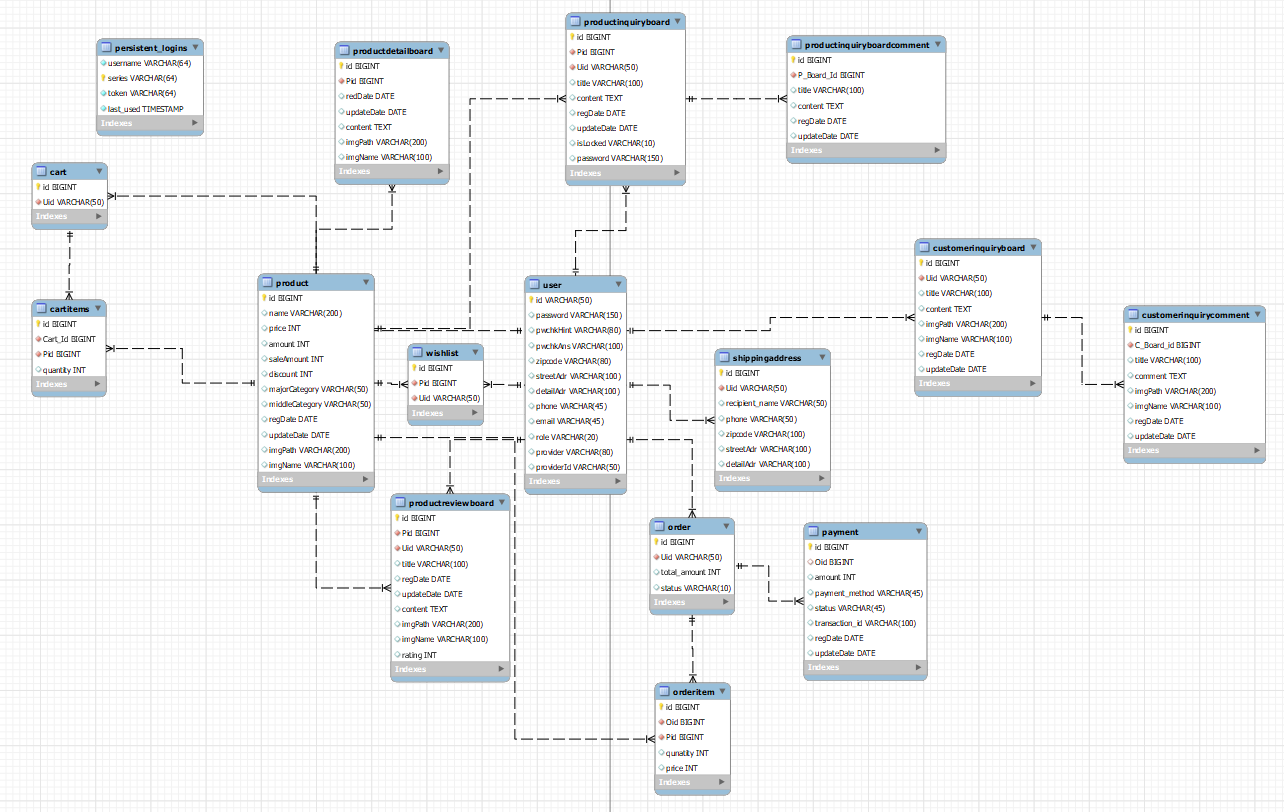 persistent_logins
username VARCHAR(64)
series VARCHAR(64)
token VARCHAR(64)
last_used TIMESTAMP
Indexes
productdetailboard
id BIGINT
Pid BIGINT
redDate DATE
updateDate DATE
content TEXT
imgPath VARCHAR(200)
imgName VARCHAR(100)
Indexes
productinquiryboard
id BIGINT
Pid BIGINT
Uid VARCHAR(50)
title VARCHAR(100)
content TEXT
regDate DATE
updateDate DATE
isLocked VARCHAR(10)
password VARCHAR(150)
Indexes
productinquiryboardcomment
id BIGINT
P_Board_Id BIGINT
title VARCHAR(100)
content TEXT
regDate DATE
updateDate DATE
Indexes
cart
id BIGINT
Uid VARCHAR(50)
Indexes
cartitems
id BIGINT
Cart_Id BIGINT
Pid BIGINT
quantity INT
Indexes
product
id BIGINT
name VARCHAR(200)
price INT
amount INT
saleAmount INT
discount INT
majorCategory VARCHAR(50)
middleCategory VARCHAR(50)
regDate DATE
updateDate DATE
imgPath VARCHAR(200)
imgName VARCHAR(100)
Indexes
wishlist
id BIGINT
Pid BIGINT
Uid VARCHAR(50)
Indexes
user
id VARCHAR(50)
password VARCHAR(150)
pwchkHint VARCHAR(80)
pwchkAns VARCHAR(100)
zipcode VARCHAR(80)
streetAdr VARCHAR(100)
detailAdr VARCHAR(100)
phone VARCHAR(45)
email VARCHAR(45)
role VARCHAR(20)
provider VARCHAR(80)
providerId VARCHAR(50)
Indexes
customerinquiryboard
id BIGINT
Uid VARCHAR(50)
title VARCHAR(100)
content TEXT
imgPath VARCHAR(200)
imgName VARCHAR(100)
regDate DATE
updateDate DATE
Indexes
customerinquirycomment
id BIGINT
C_Board_id BIGINT
title VARCHAR(100)
comment TEXT
imgPath VARCHAR(200)
imgName VARCHAR(100)
regDate DATE
updateDate DATE
Indexes
shippingaddress
id BIGINT
Uid VARCHAR(50)
recipient_name VARCHAR(50)
phone VARCHAR(50)
zipcode VARCHAR(100)
streetAdr VARCHAR(100)
detailAdr VARCHAR(100)
Indexes
productreviewboard
id BIGINT
Pid BIGINT
Uid VARCHAR(50)
title VARCHAR(100)
regDate DATE
updateDate DATE
content TEXT
imgPath VARCHAR(200)
imgName VARCHAR(100)
rating INT
Indexes
order
id BIGINT
Uid VARCHAR(50)
total_amount INT
status VARCHAR(10)
Indexes
payment
id BIGINT
Oid BIGINT
amount INT
payment_method VARCHAR(45)
status VARCHAR(45)
transaction_id VARCHAR(100)
regDate DATE
updateDate DATE
Indexes
orderitem
id BIGINT
Oid BIGINT
Pid BIGINT
qunatity INT
price INT
Indexes